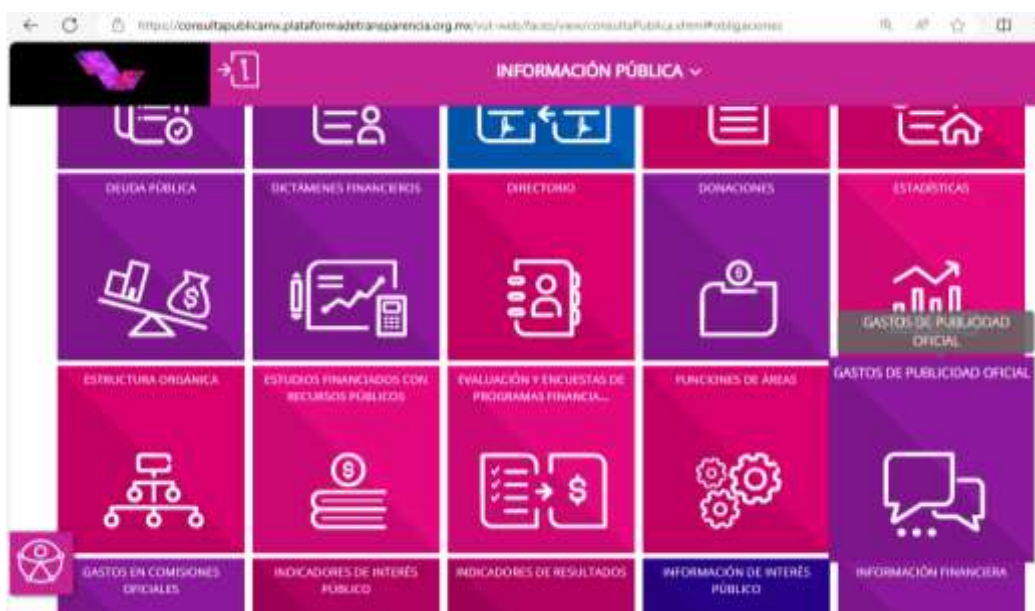 https://consultapublicamx.plataformadetransparencia.org.mx/vut-web/faces/view/consultaPublica.xhtml#obligaciones
INFORMACIÓN PÚBLICA
DEUDA PÚBLICA
DICTÁMENES FINANCIEROS
DIRECTORIO
DONACIONES
ESTADÍSTICAS
GASTOS DE PUBLICIDAD
OFICIAL
ESTRUCTURA ORGÁNICA
ESTUDIOS FINANCIADOS CON
RECURSOS PÚBLICOS
EVALUACIÓN Y ENCUESTAS DE
PROGRAMAS FINANCIA...
FUNCIONES DE ÁREAS
GASTOS DE PUBLICIDAD OFICIAL
GASTOS EN COMISIONES
OFICIALES
INDICADORES DE INTERÉS
PÚBLICO
INDICADORES DE RESULTADOS
INFORMACIÓN DE INTERÉS
PÚBLICO
INFORMACIÓN FINANCIERA